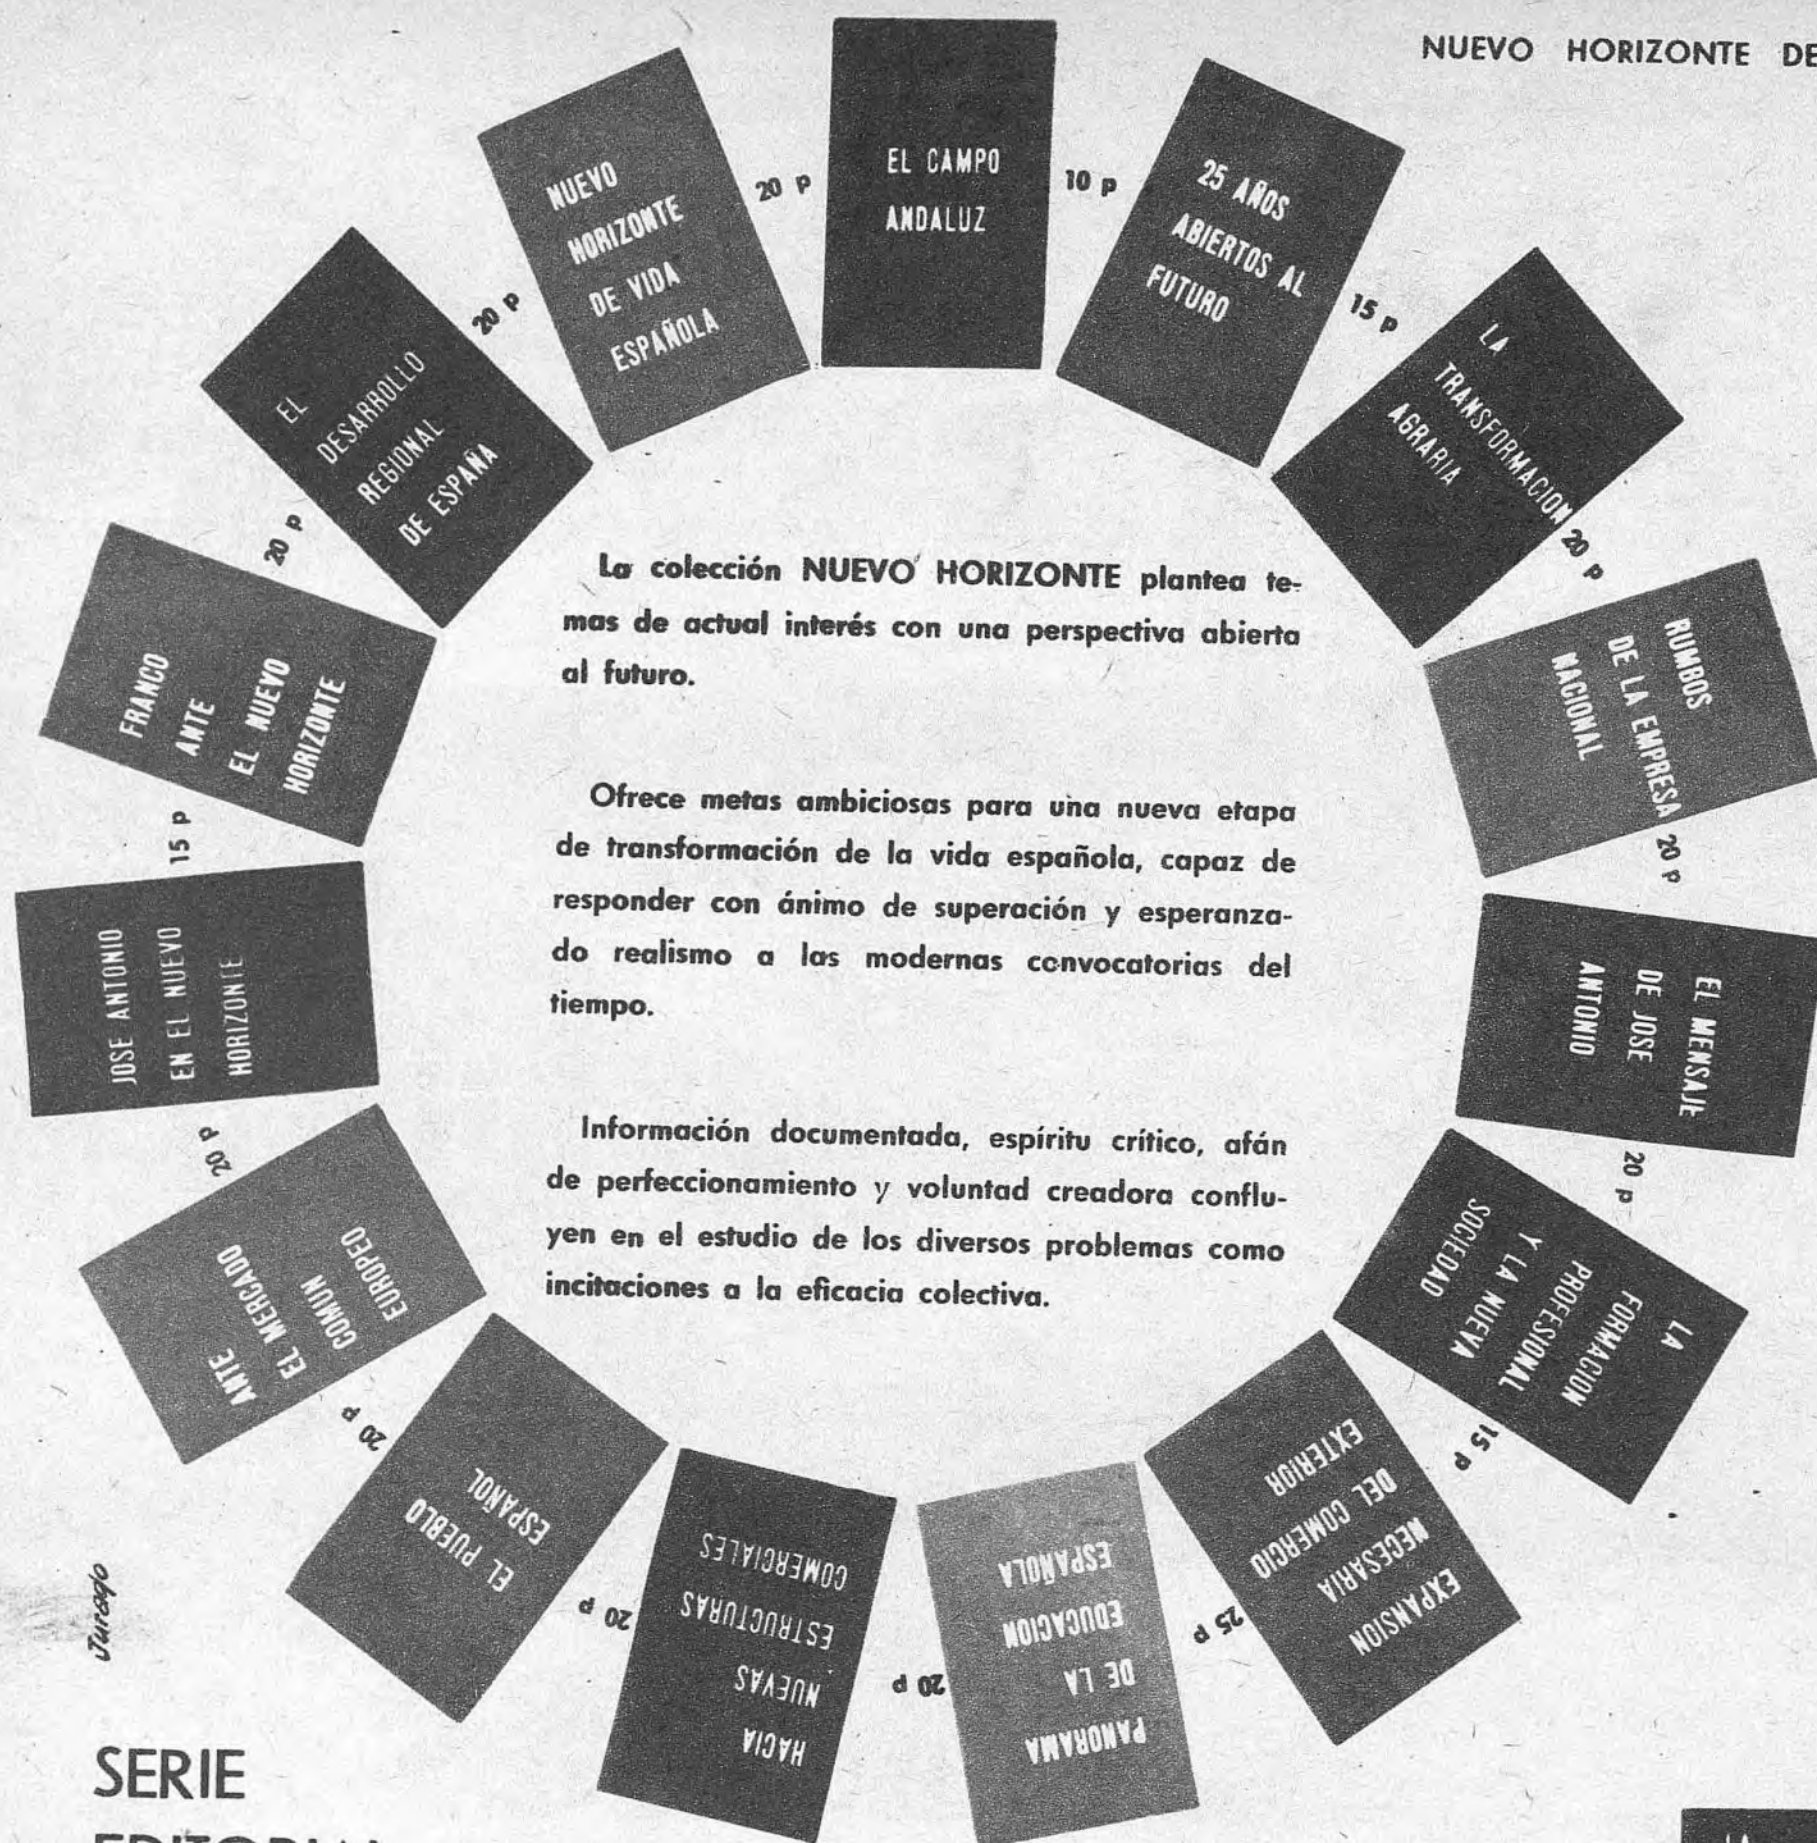 NUEVO HORIZONTE DE
EL CAMPO
ANDALUZ
10 p
25 AÑOS
ABIERTOS AL
FUTURO
15 p
LA
TRANSFORMACION
AGRARIA
20 p
RUMBOS
DE LA EMPRESA
NACIONAL
20 p
EL MENSAJE
DE JOSE
ANTONIO
20 p
LA
FORMACION
PROFESIONAL
Y LA NUEVA
SOCIEDAD
15 p
EXPANSION
NECESARIA
DEL COMERCIO
EXTERIOR
25 p
PANORAMA
DE LA
EDUCACION
ESPAÑOLA
20 p
HACIA
NUEVAS
ESTRUCTURAS
COMERCIALES
20 p
EL PUEBLO
ESPAÑOL
20 p
ANTE
EL MERCADO
COMUN
EUROPEO
20 p
JOSE ANTONIO
EN EL NUEVO
HORIZONTE
15 p
FRANCO
ANTE
EL NUEVO
HORIZONTE
20 p
EL
DESARROLLO
REGIONAL
DE ESPAÑA
20 p
NUEVO
HORIZONTE
DE VIDA
ESPAÑOLA
20 p
La colección NUEVO HORIZONTE plantea te-
mas de actual interés con una perspectiva abierta
al futuro.
Ofrece metas ambiciosas para una nueva etapa
de transformación de la vida española, capaz de
responder con ánimo de superación y esperanza-
do realismo a las modernas convocatorias del
tiempo.
Información documentada, espíritu crítico, afán
de perfeccionamiento y voluntad creadora conflu-
yen en el estudio de los diversos problemas como
incitaciones a la eficacia colectiva.
SERIE
EDITORIAL